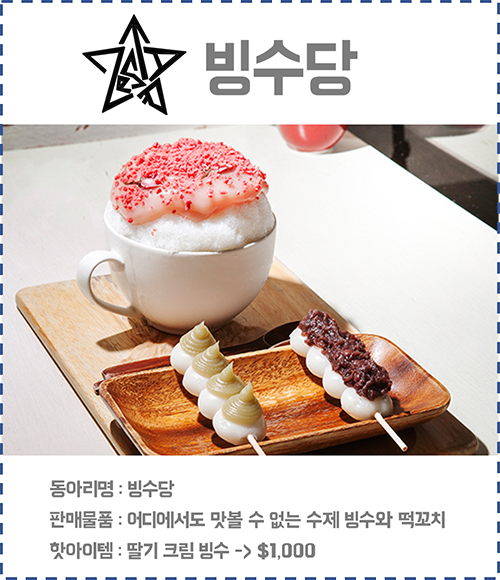 빙수당
동아리명 : 빙수당
판매물품 : 어디에서도 맛볼 수 없는 수제 빙수와 떡꼬치
핫아이템 : 딸기 크림 빙수 -> $1,000